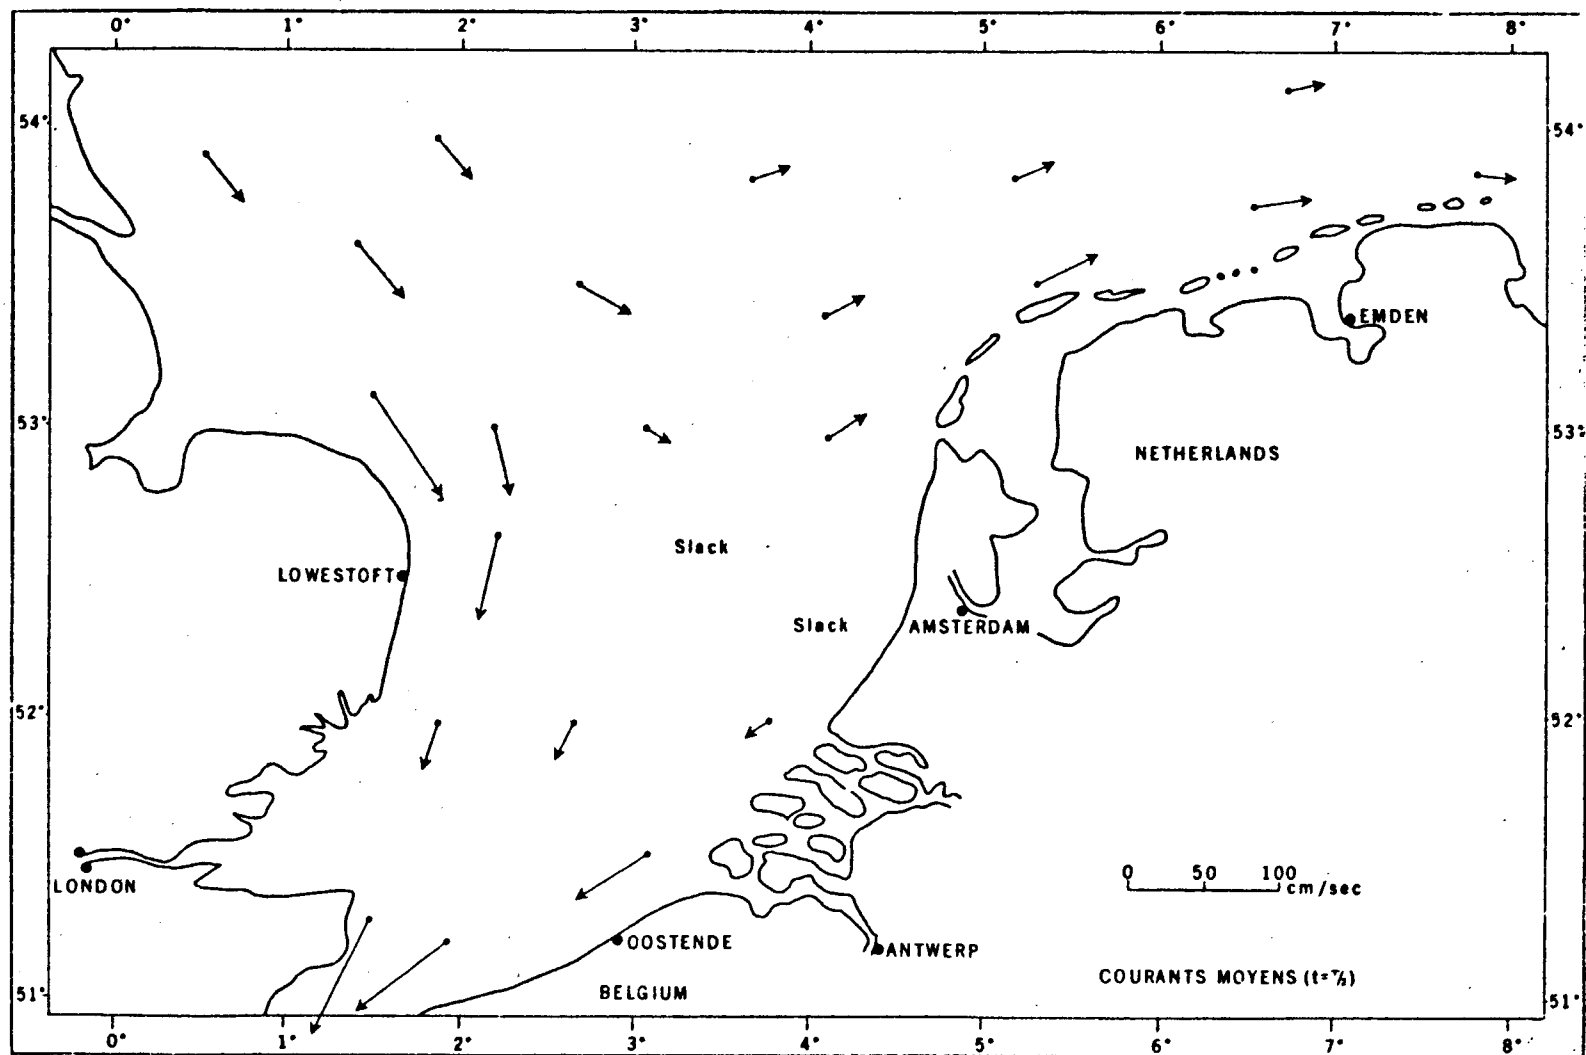 0° 1° 2° 3° 4° 5° 6° 7° 8°
54° 54°
EMDEN
53° 53°
NETHERLANDS
Slack
LOWESTOFT
Slack AMSTERDAM
52° 52°
0 50 100
cm/sec
LONDON
OOSTENDE ANTWERP
COURANTS MOYENS (t=T/2)
51° BELGIUM 51°
0° 1° 2° 3° 4° 5° 6° 7° 8°